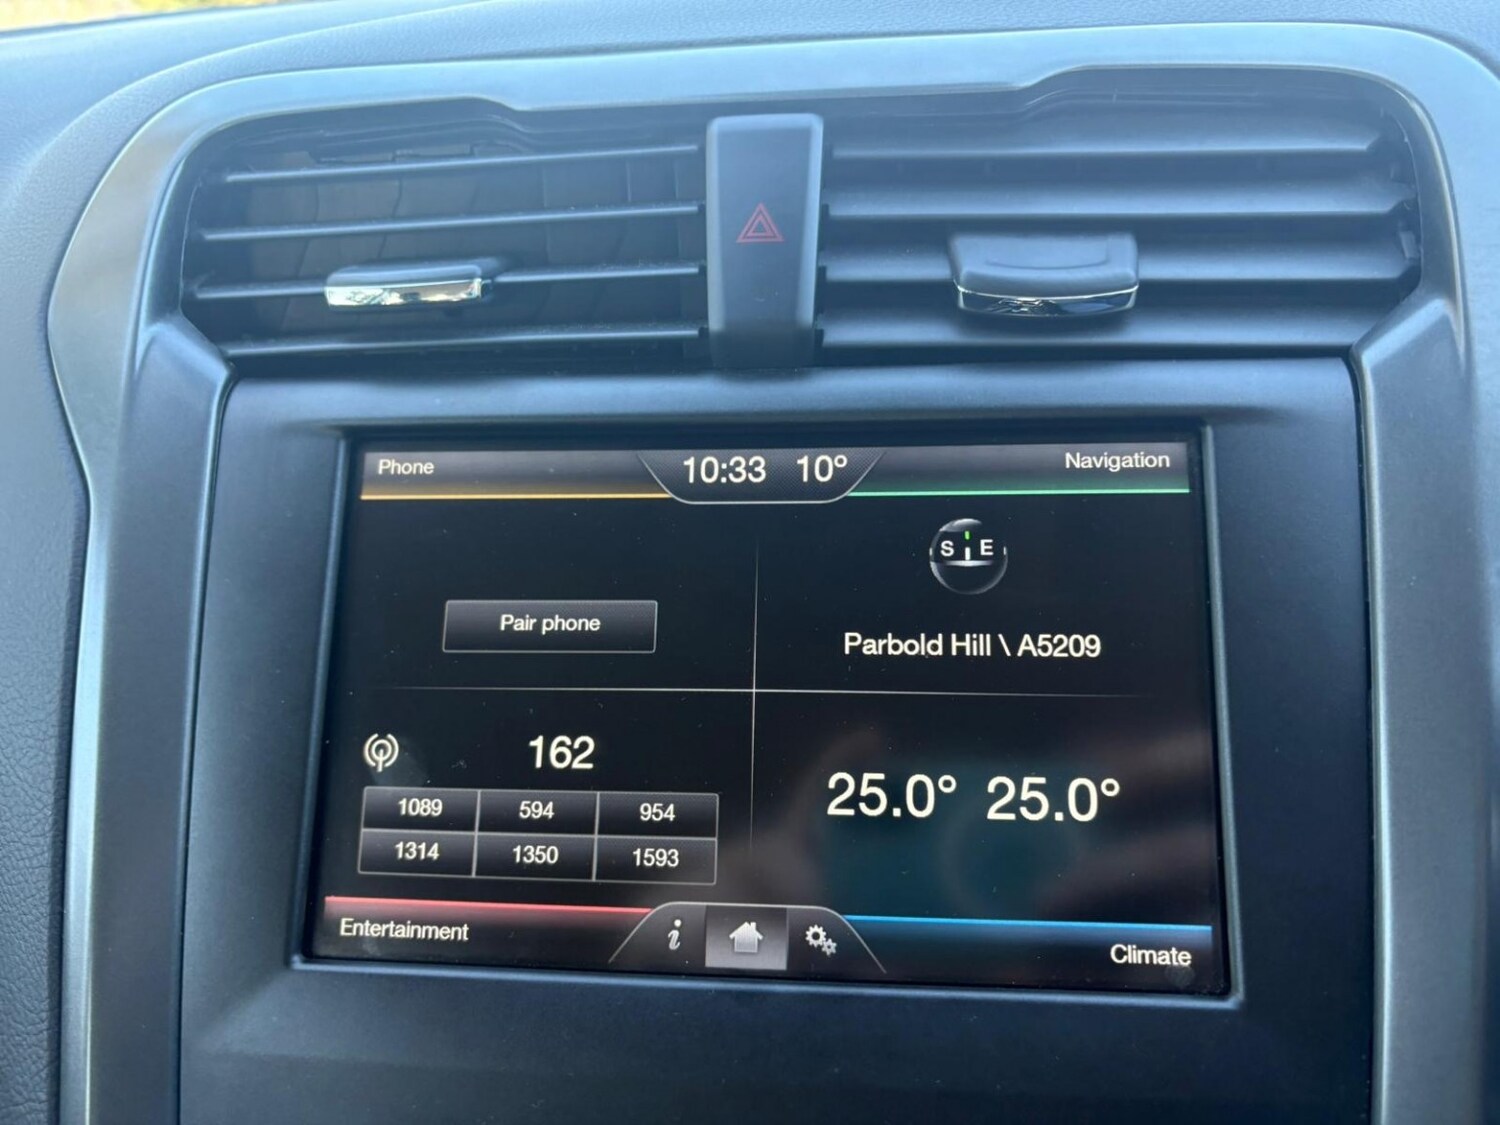 Phone
10:33 10°
Navigation
S E
Pair phone
Parbold Hill \ A5209
162
1089 594 954
1314 1350 1593
25.0° 25.0°
Entertainment
i
Climate